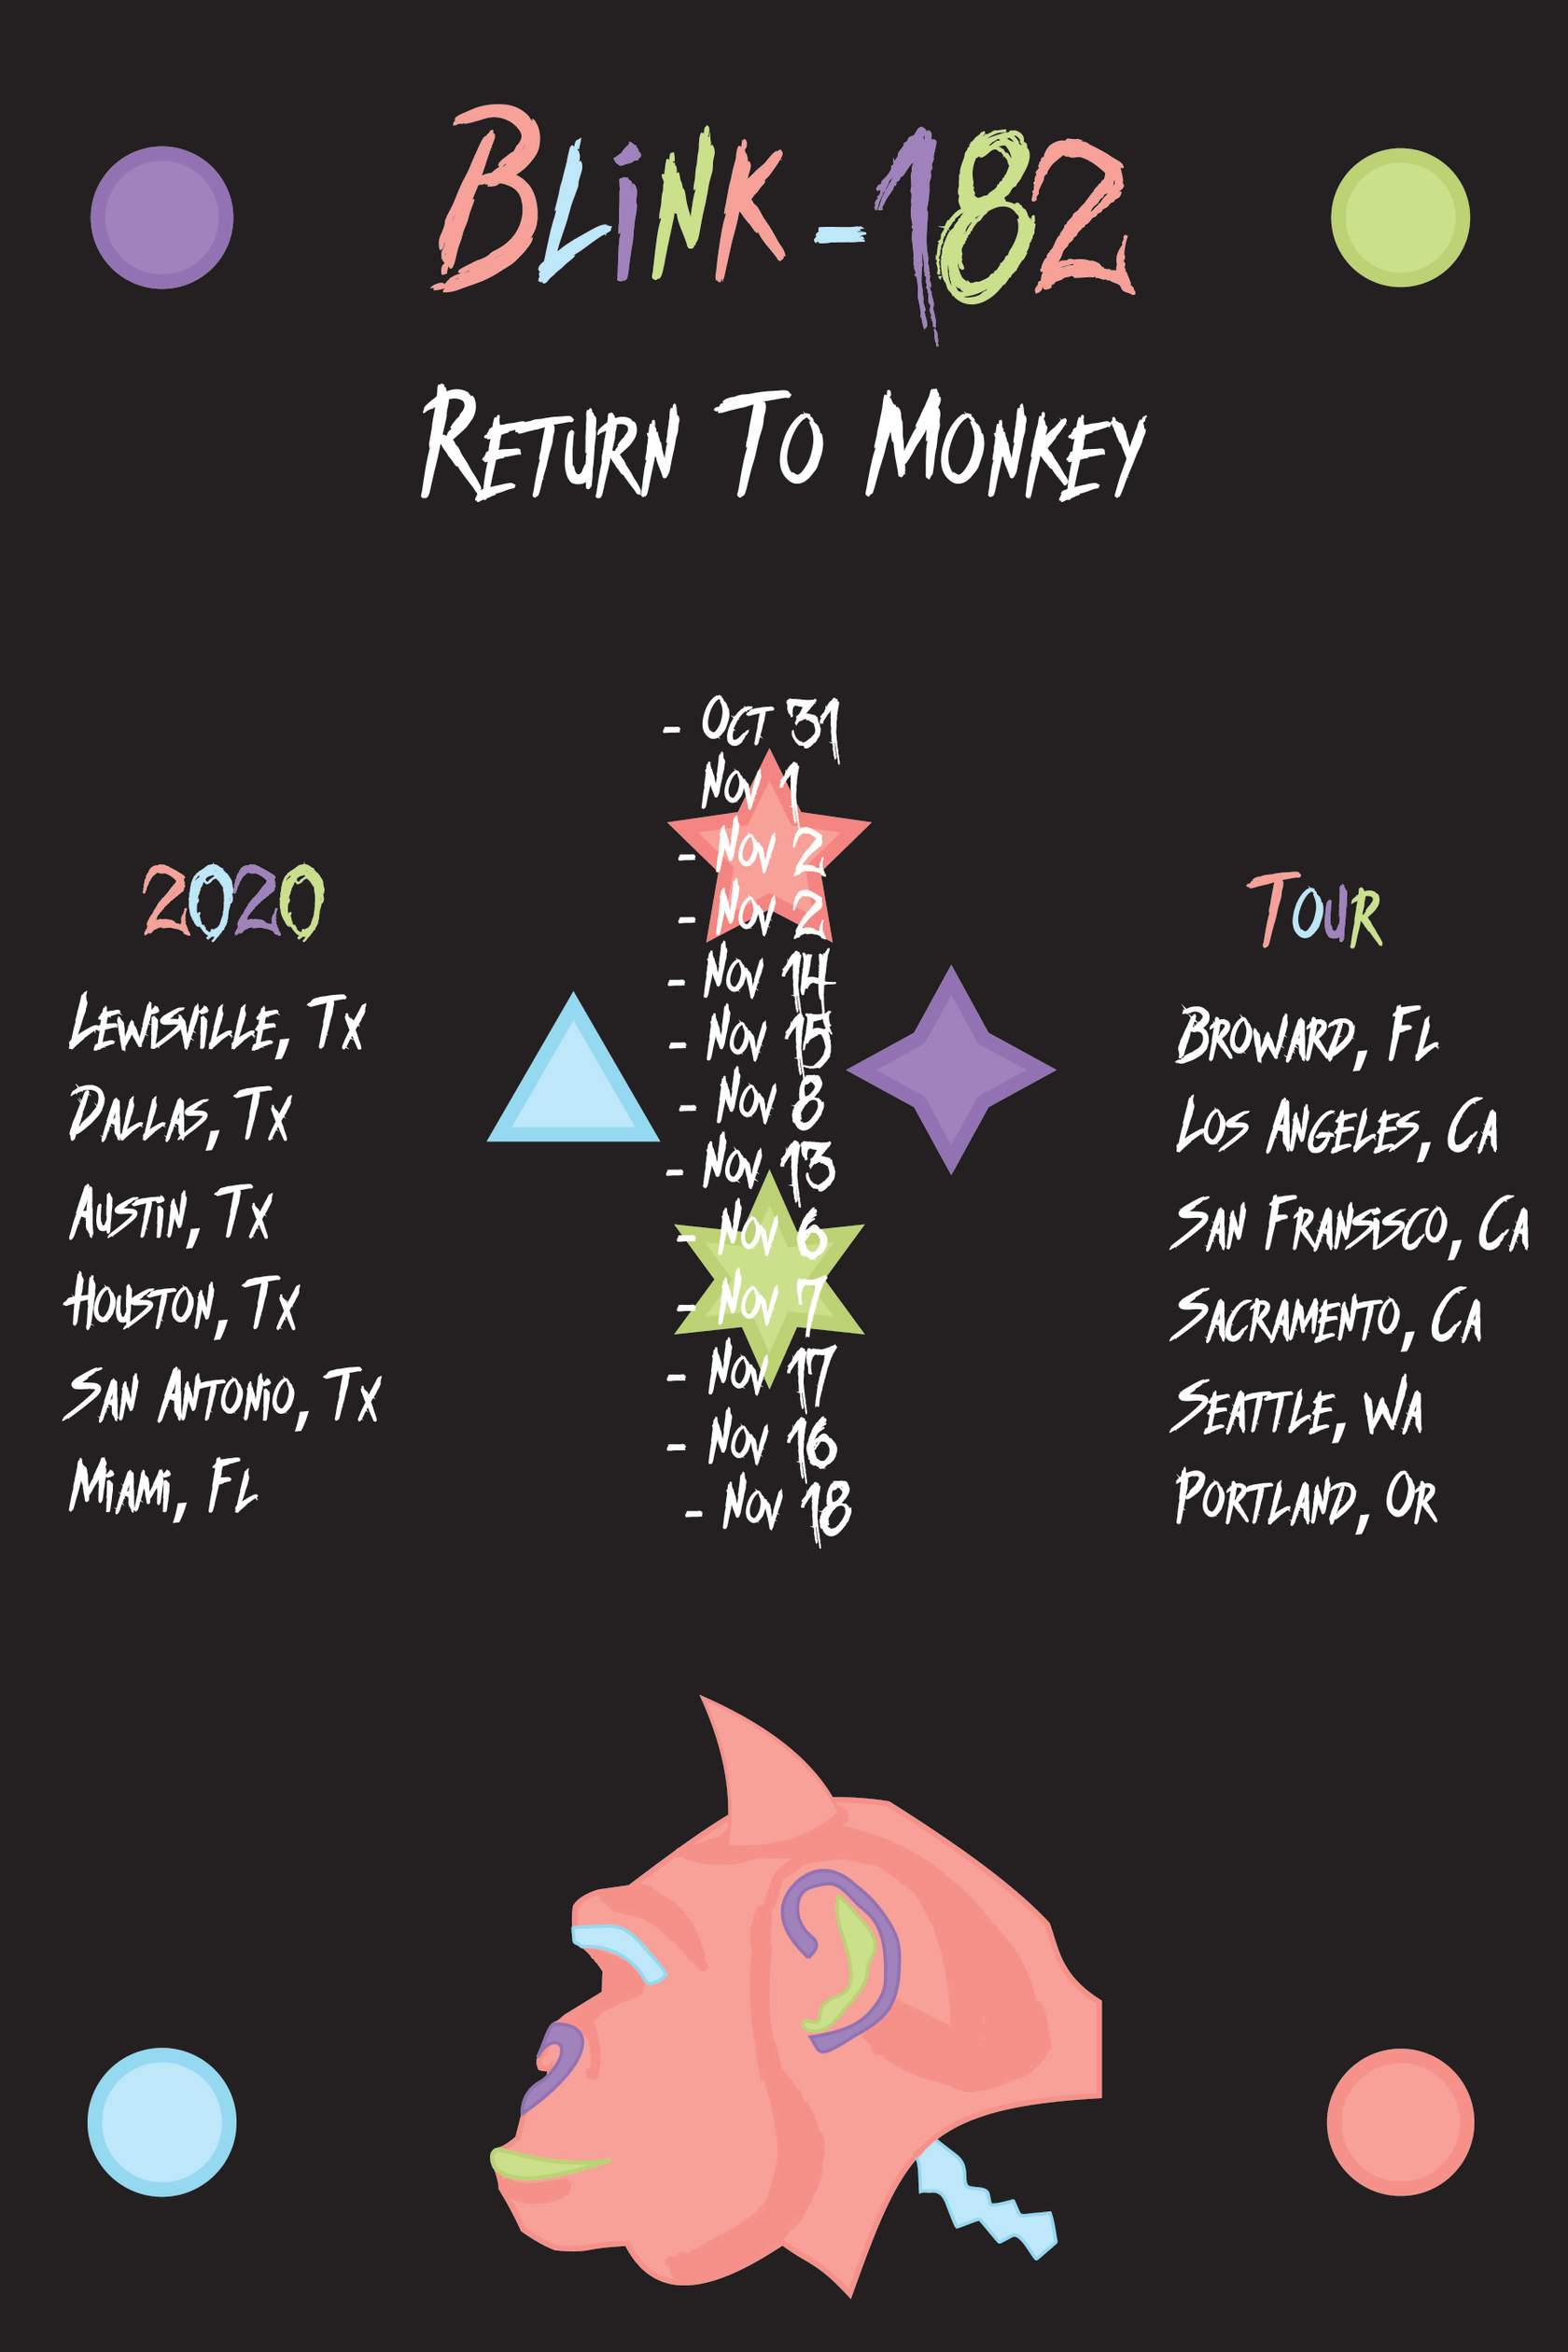 Blink-182
Return To Monkey
2020
Lewisville, Tx
Dallas, Tx
Austin, Tx
Houston, Tx
San Antonio, Tx
Miami, FL
- Oct 31
Nov 1
- Nov 2
- Nov 2
- Nov 14
- Nov 15
- Nov 8
- Nov 13
- Nov 6
- Nov 7
- Nov 17
- Nov 16
- Nov 18
Tour
Broward, FL
Los Angeles, CA
San Fransisco, CA
Sacramento, CA
Seattle, WA
Portland, OR